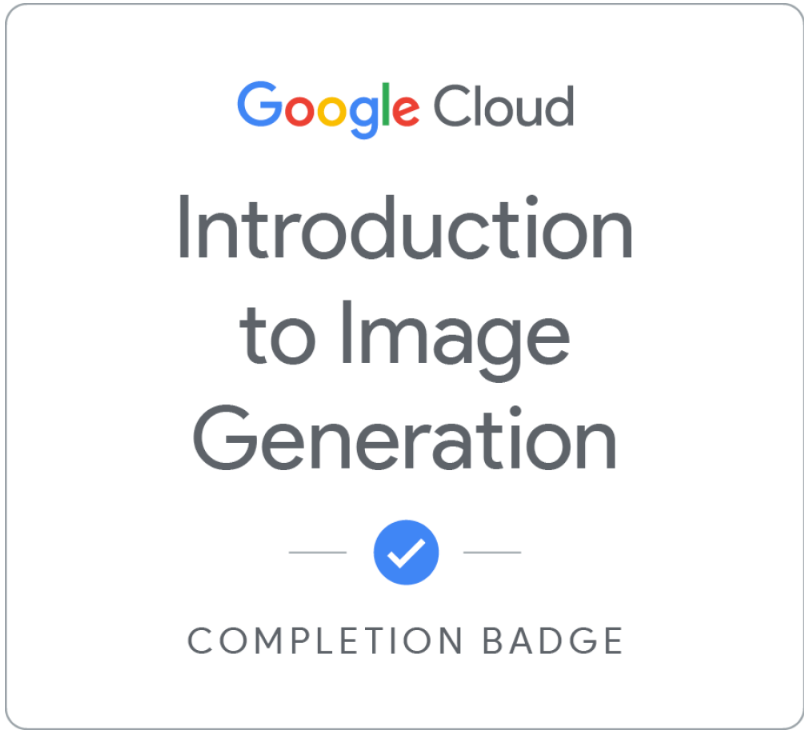 Google Cloud
Introduction
to Image
Generation
COMPLETION BADGE